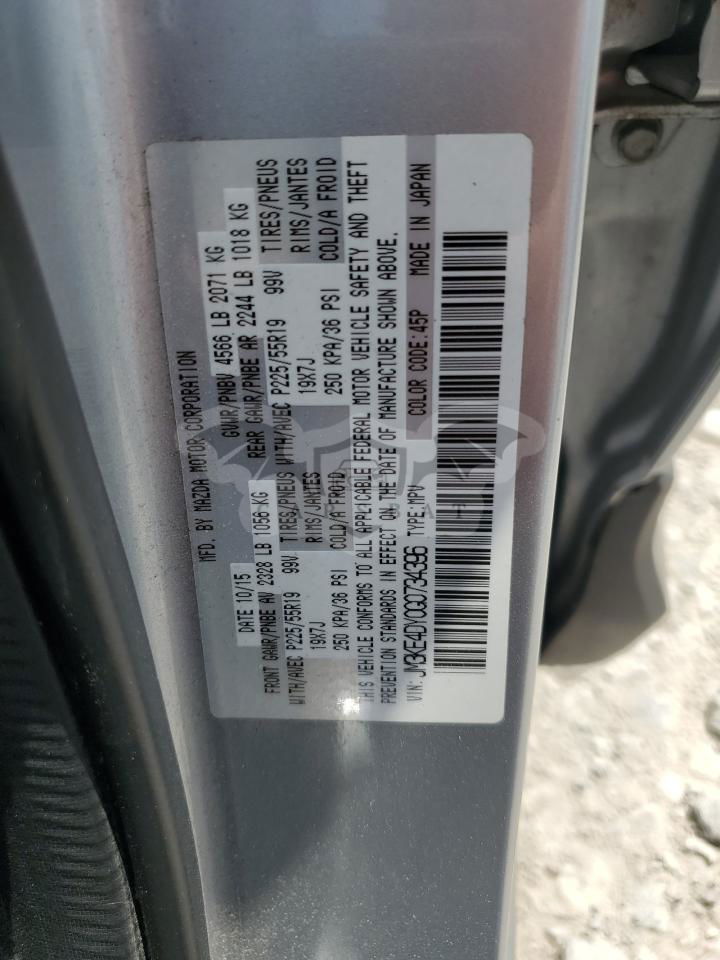 MFD. BY MAZDA MOTOR CORPORATION
DATE 10/15 GVWR/PNBV 4566 LB 2071 KG
FRONT GAWR/PNBE AV 2328 LB 1056 KG REAR GAWR/PNBE AR 2244 LB 1018 KG
WITH/AVEC P225/55R19 99V TIRES/PNEUS WITH/AVEC P225/55R19 99V TIRES/PNEUS
19X7J RIMS/JANTES 19X7J RIMS/JANTES
250 KPA/36 PSI COLD/A FROID 250 KPA/36 PSI COLD/A FROID
THIS VEHICLE CONFORMS TO ALL APPLICABLE FEDERAL MOTOR VEHICLE SAFETY AND THEFT
PREVENTION STANDARDS IN EFFECT ON THE DATE OF MANUFACTURE SHOWN ABOVE.
VIN: JM3KE4DY0G0734396 TYPE:MPV COLOR CODE:45P MADE IN JAPAN
CARCBAT